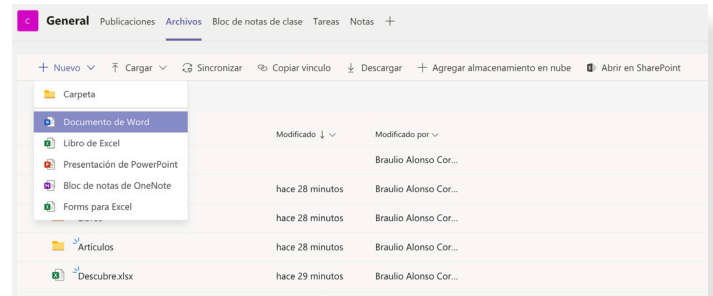 C General Publicaciones Archivos Bloc de notas de clase Tareas Notas +
+ Nuevo Cargar Sincronizar Copiar vínculo Descargar + Agregar almacenamiento en nube Abrir en SharePoint
Carpeta
Documento de Word
Libro de Excel
Modificado ↓ Modificado por
Presentación de PowerPoint Braulio Alonso Cor...
Bloc de notas de OneNote hace 28 minutos Braulio Alonso Cor...
Forms para Excel
Libros hace 28 minutos Braulio Alonso Cor...
Artículos hace 28 minutos Braulio Alonso Cor...
Descubre.xlsx hace 29 minutos Braulio Alonso Cor...